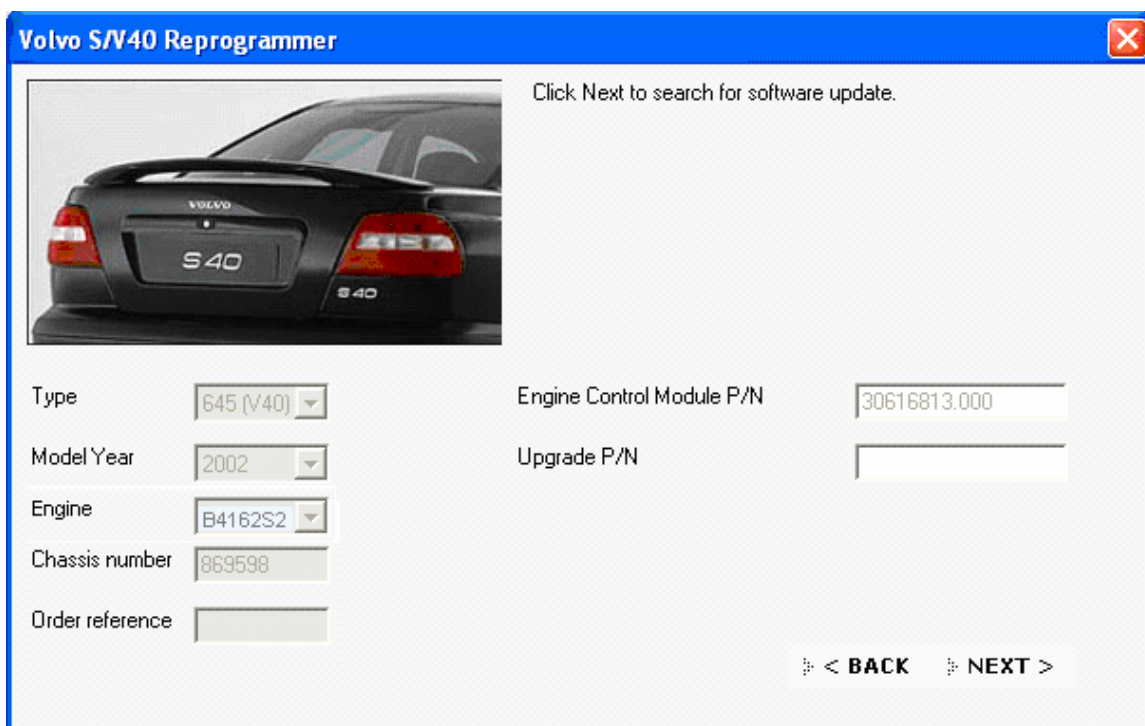 Volvo S/V40 Reprogrammer
Click Next to search for software update.
VOLVO
S40
S40
Type
645 (V40)
Engine Control Module P/N
30616813.000
Model Year
2002
Upgrade P/N
Engine
B4162S2
Chassis number
869598
Order reference
< BACK
NEXT >